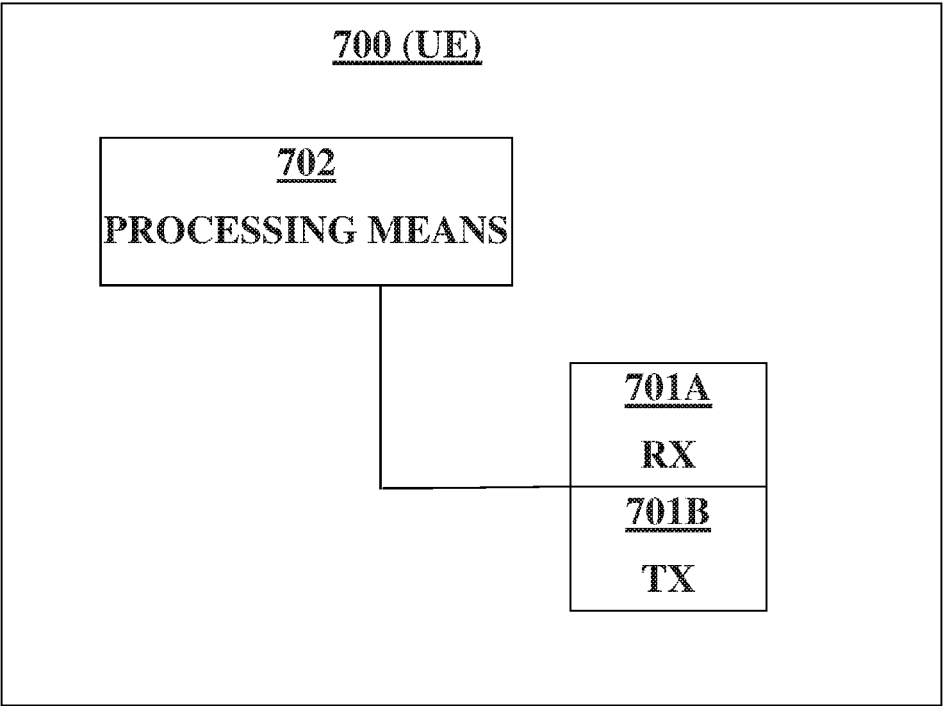 700 (UE)
702
PROCESSING MEANS
701A
RX
701B
TX